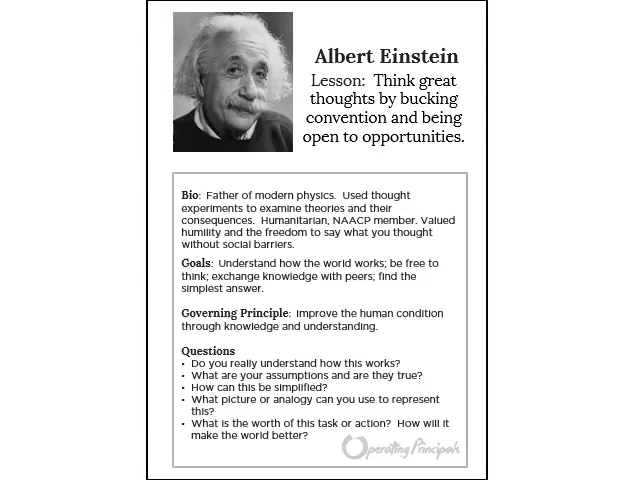 Albert Einstein
Lesson:  Think great
thoughts by bucking
convention and being
open to opportunities.
Bio:  Father of modern physics.  Used thought
experiments to examine theories and their
consequences.  Humanitarian, NAACP member. Valued
humility and the freedom to say what you thought
without social barriers.
Goals:  Understand how the world works; be free to
think; exchange knowledge with peers; find the
simplest answer.
Governing Principle:  Improve the human condition
through knowledge and understanding.
Questions
• Do you really understand how this works?
• What are your assumptions and are they true?
• How can this be simplified?
• What picture or analogy can you use to represent
this?
• What is the worth of this task or action?  How will it
make the world better?
Operating Principals